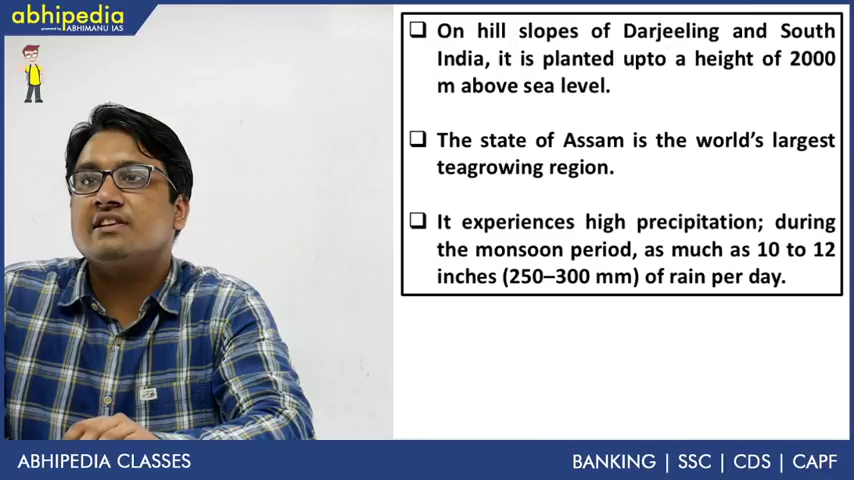 abhipedia
powered by ABHIMANU IAS
❑ On hill slopes of Darjeeling and South
India, it is planted upto a height of 2000
m above sea level.
❑ The state of Assam is the world's largest
teagrowing region.
❑ It experiences high precipitation; during
the monsoon period, as much as 10 to 12
inches (250–300 mm) of rain per day.
ABHIPEDIA CLASSES
BANKING | SSC | CDS | CAPF